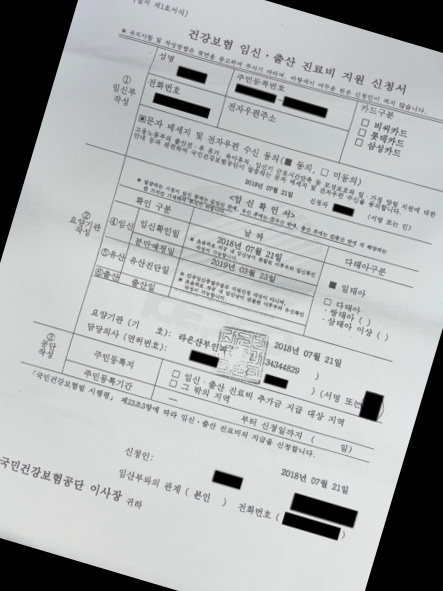 [별지 제1호서식]
건강보험 임신·출산 진료비 지원 신청서
※ 유의사항 및 작성방법은 뒷면을 참고하여 주시기 바라며, 바탕색이 어두운 란은 신청인이 적지 않습니다.
① 임신부 작성
성명
주민등록번호
카드구분
전화번호
전자우편주소
□ 비씨카드
□ 롯데카드
□ 삼성카드
▣문자 메세지 및 전자우편 수신 동의(■ 동의, □ 비동의)
2018년 07월 21일
신청자
(서명 또는 인)
<임신확인서>
② 요양기관 작성
확인 구분
날 짜
다태아구분
④임신
임신확인일
2018년 07월 21일
분만예정일
2019년 03월 23일
■ 일태아
□ 다태아
· 쌍태아 ( )
· 삼태아 이상 ( )
⑤유산
유산진단일
⑥출산
출산일
2018년 07월 21일
요양기관 (기 호): 라온산부인과
34344829 )
담당의사 (면허번호):
) (서명 또는
③ 공단 작성
주민등록지
□ 임신·출산 진료비 추가금 지급 대상 지역
□ 그 밖의 지역
주민등록기간
부터 신청일까지 ( 일)
「국민건강보험법 시행령」 제23조3항에 따라 임신·출산 진료비의 지급을 신청합니다.
2018년 07월 21일
신청인:
임산부와의 관계 ( 본인 )
전화번호 ( )
국민건강보험공단 이사장 귀하